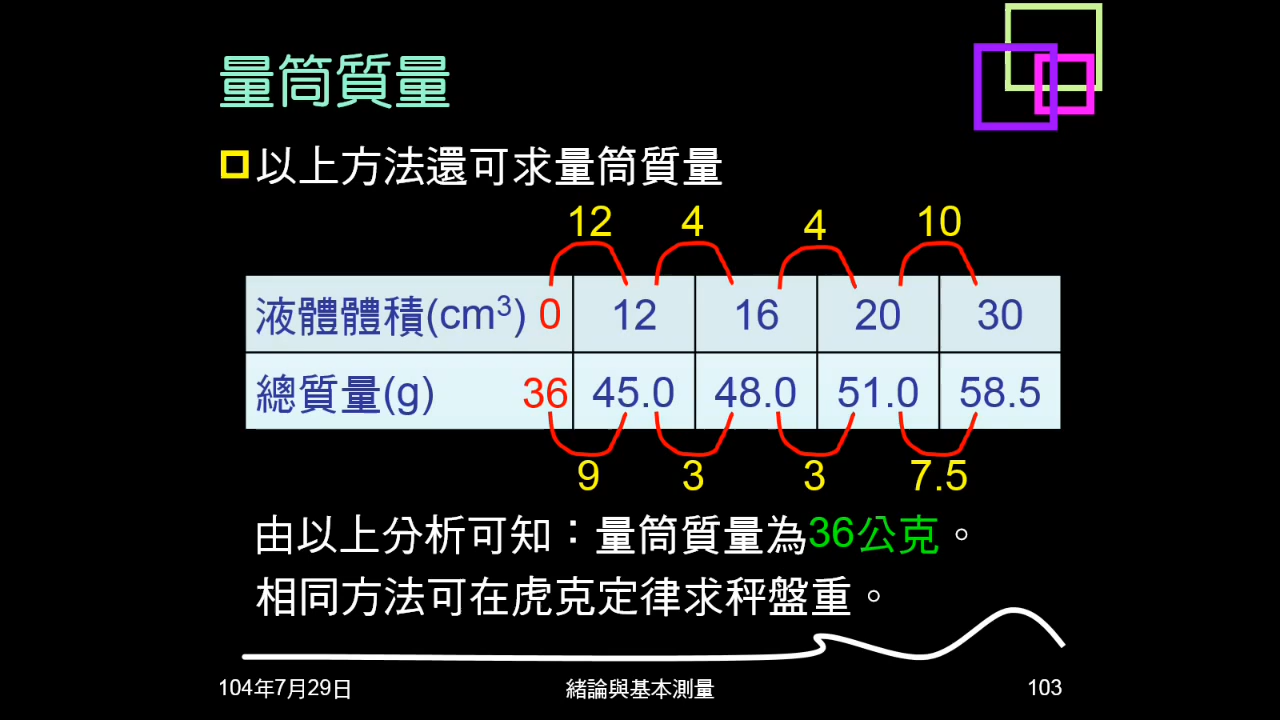 量筒質量
以上方法還可求量筒質量
12 4 4 10
液體體積(cm³) 0 12 16 20 30
總質量(g) 36 45.0 48.0 51.0 58.5
9 3 3 7.5
由以上分析可知：量筒質量為36公克。
相同方法可在虎克定律求秤盤重。
104年7月29日 緒論與基本測量 103